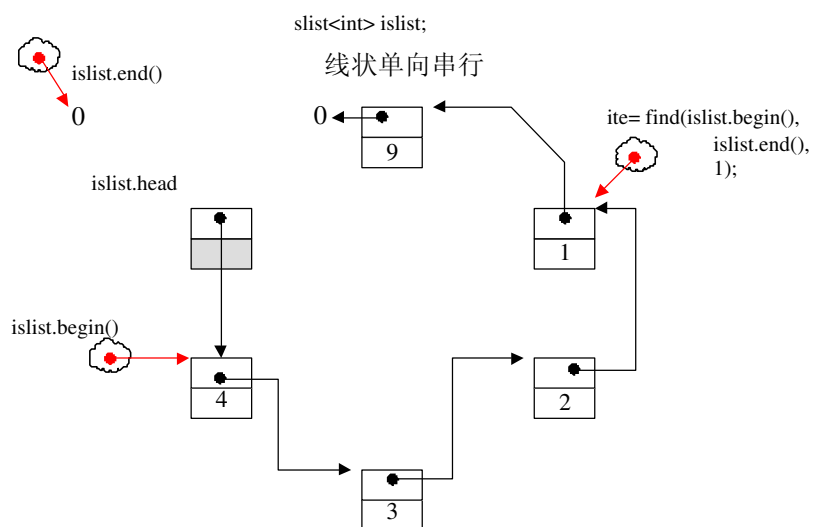 slist<int> islist;
线状单向串行
islist.end()
0
0
9
ite= find(islist.begin(),
islist.end(),
1);
islist.head
1
islist.begin()
4
2
3